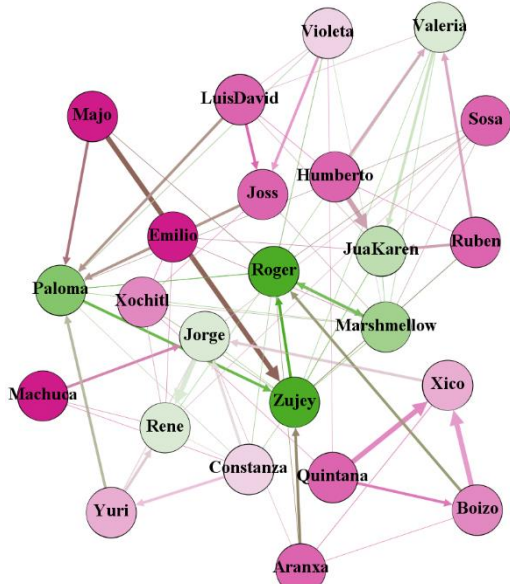 Violeta
Valeria
LuisDavid
Majo
Sosa
Humberto
Joss
Emilio
JuaKaren
Ruben
Roger
Paloma
Xochitl
Marshmellow
Jorge
Machuca
Xico
Zujey
Rene
Constanza
Quintana
Yuri
Boizo
Aranxa